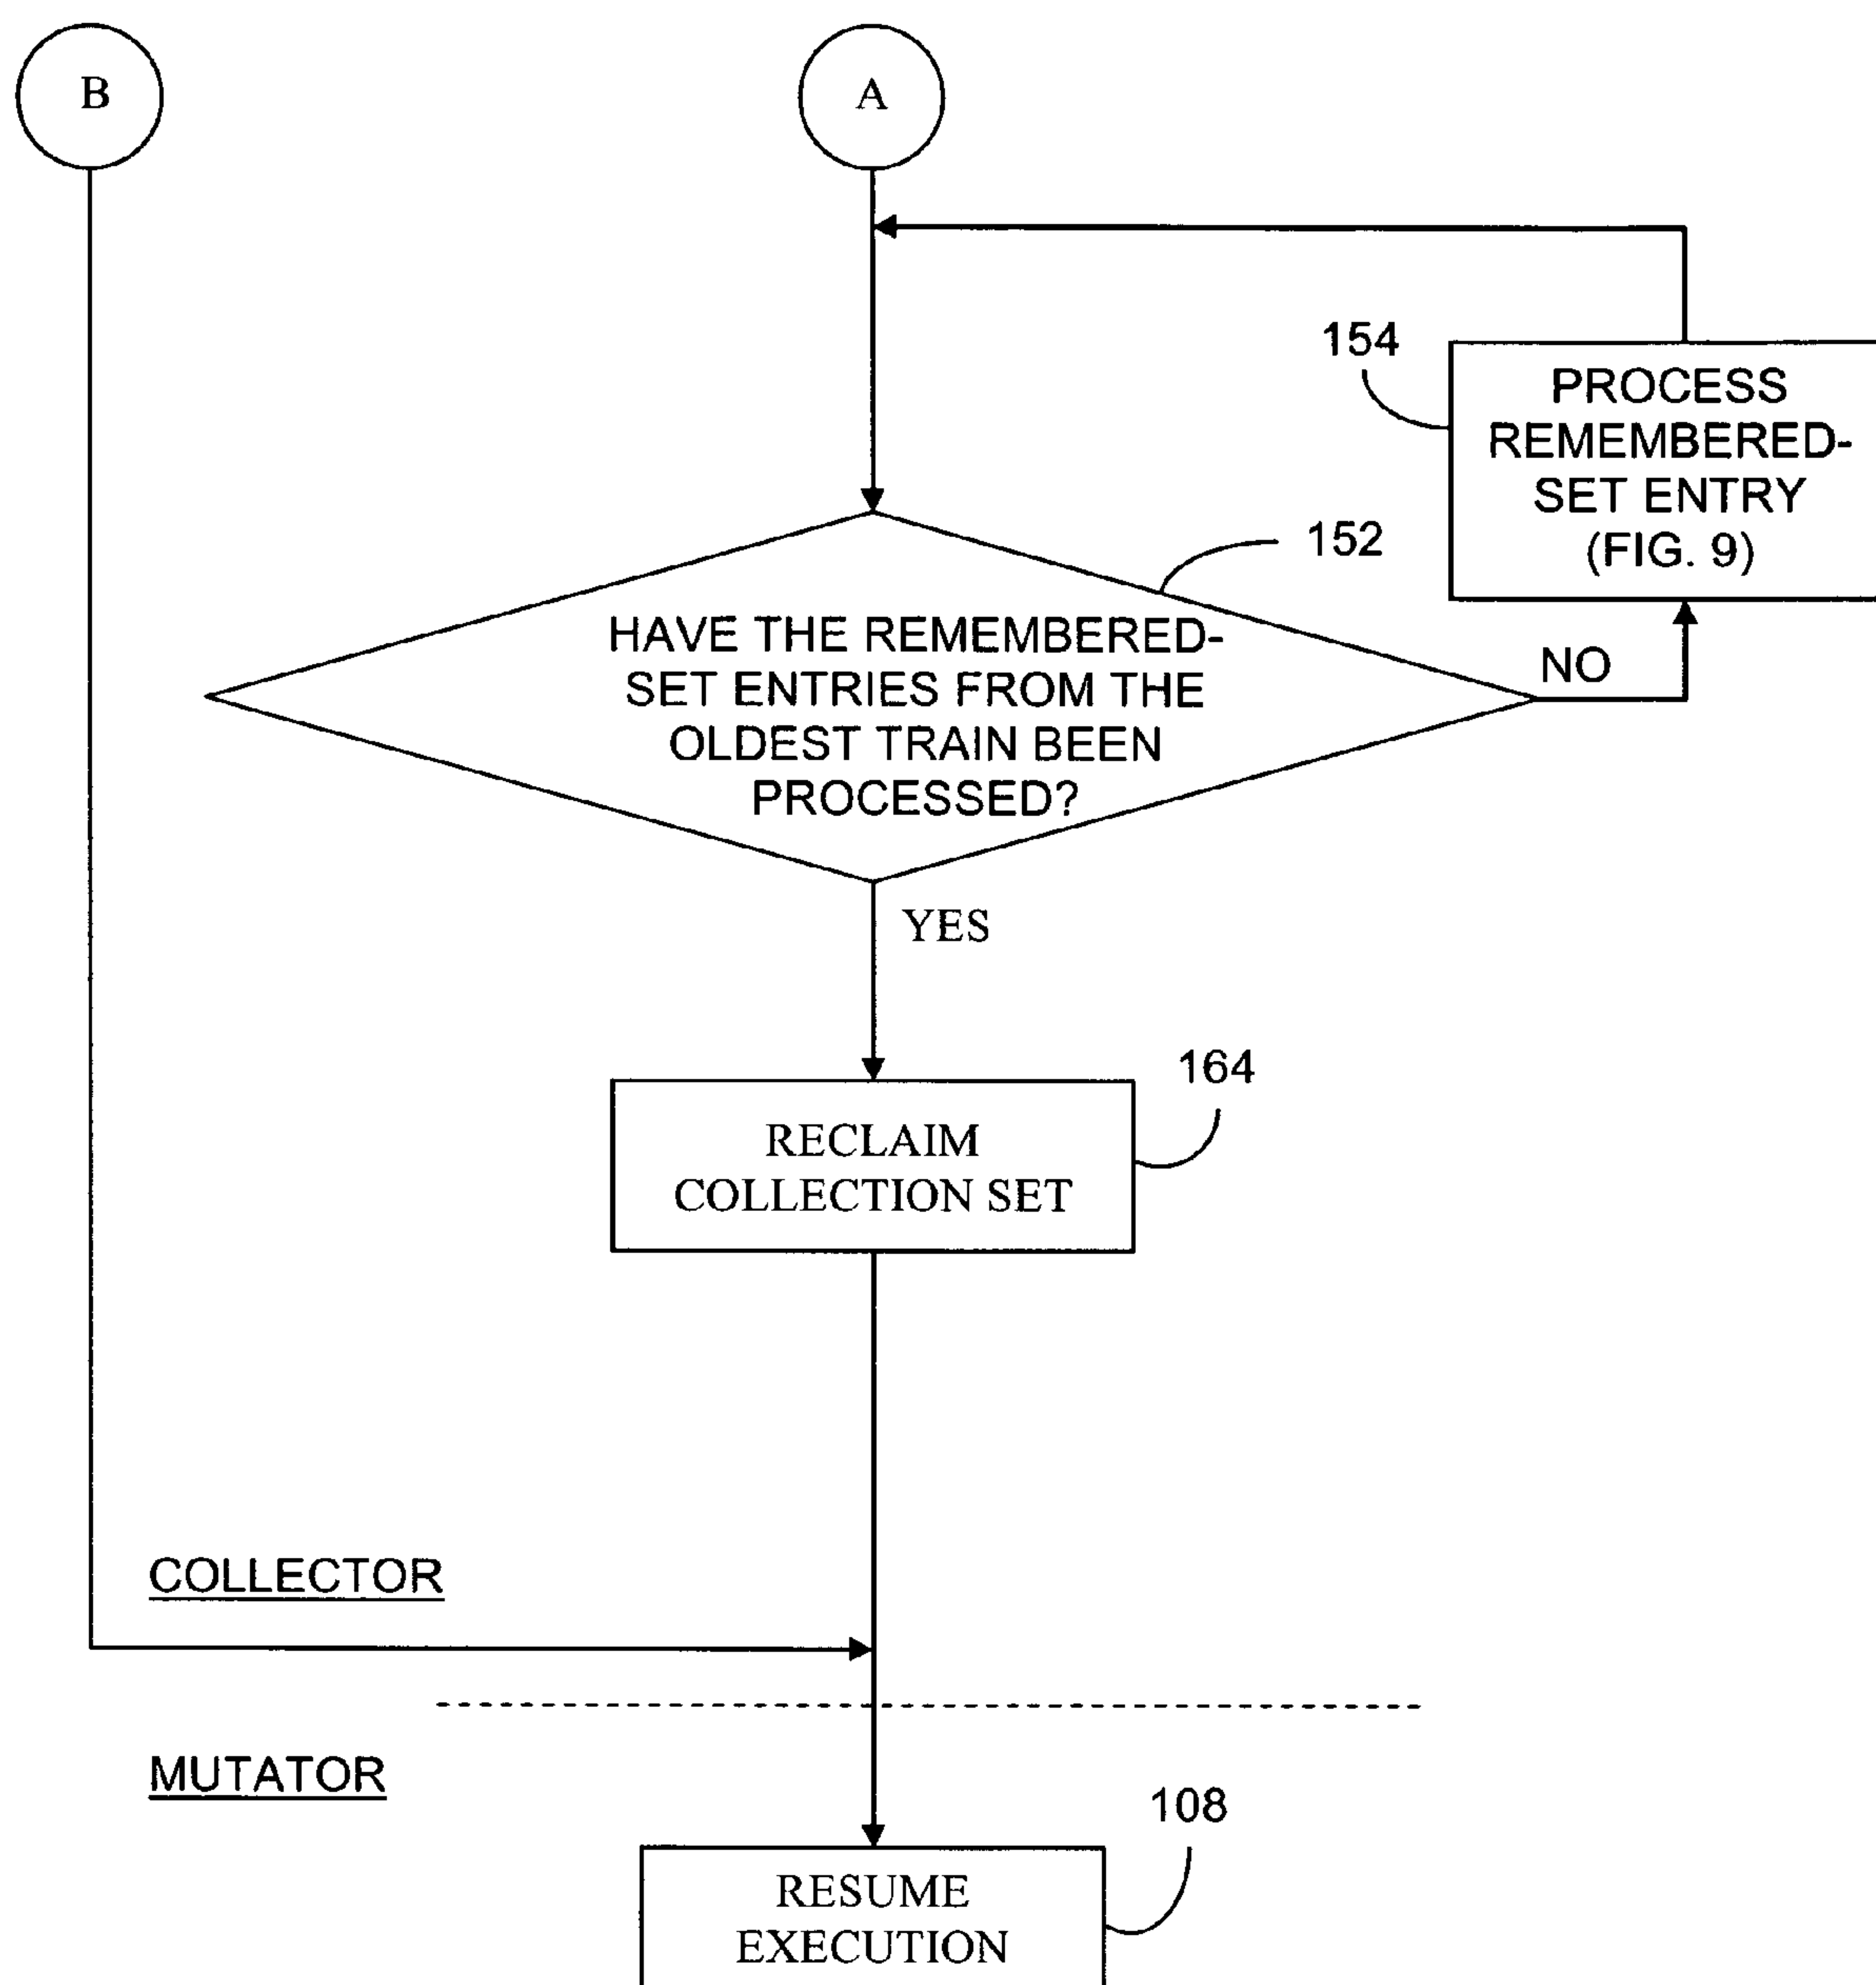 B
A
154
PROCESS
REMEMBERED-
SET ENTRY
(FIG. 9)
152
HAVE THE REMEMBERED-
SET ENTRIES FROM THE
OLDEST TRAIN BEEN
PROCESSED?
NO
YES
164
RECLAIM
COLLECTION SET
COLLECTOR
MUTATOR
108
RESUME
EXECUTION